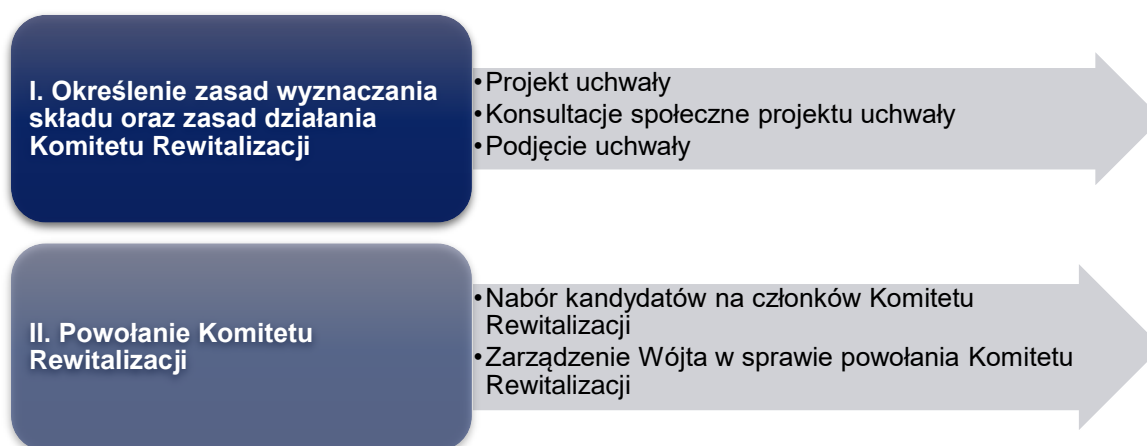 I. Określenie zasad wyznaczania
składu oraz zasad działania
Komitetu Rewitalizacji
•Projekt uchwały
•Konsultacje społeczne projektu uchwały
•Podjęcie uchwały
II. Powołanie Komitetu
Rewitalizacji
•Nabór kandydatów na członków Komitetu
Rewitalizacji
•Zarządzenie Wójta w sprawie powołania Komitetu
Rewitalizacji